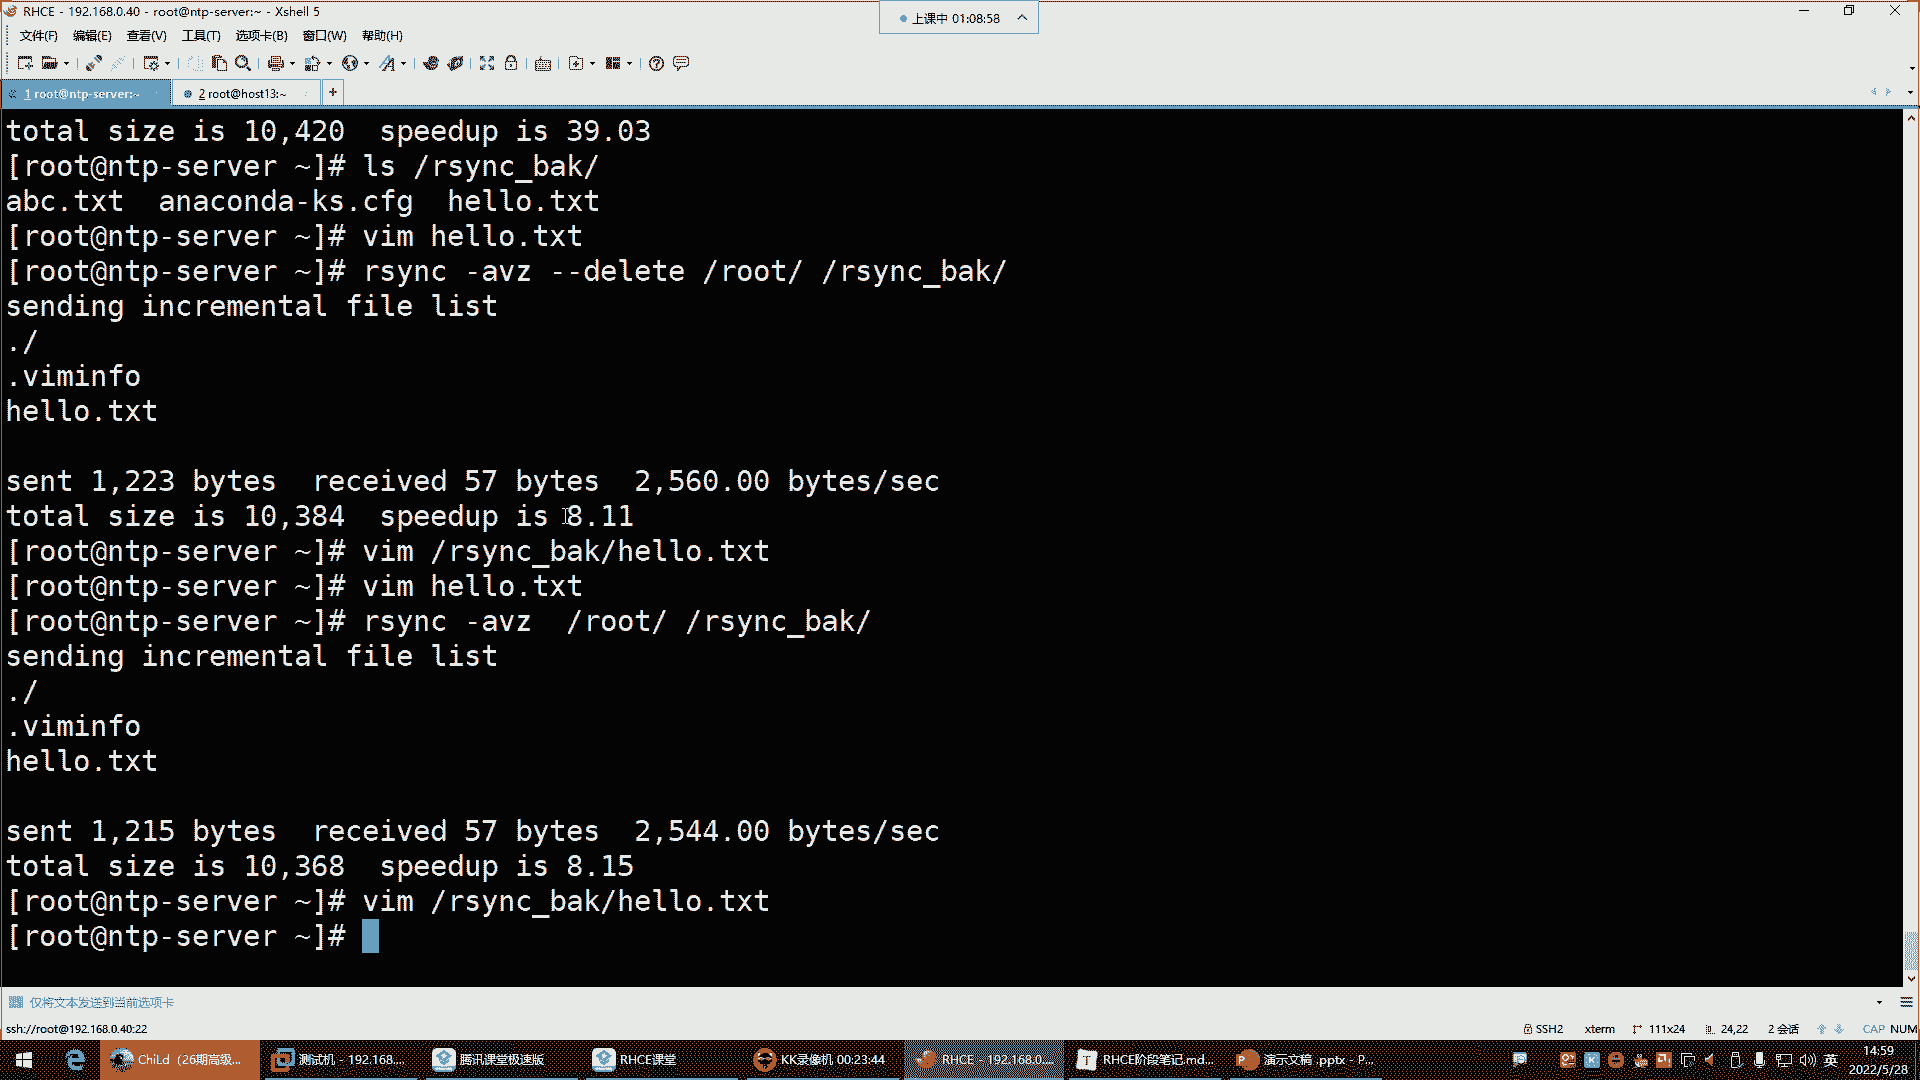 RHCE - 192.168.0.40 - root@ntp-server:~ - Xshell 5
上课中 01:08:58
文件(F) 编辑(E) 查看(V) 工具(T) 选项卡(B) 窗口(W) 帮助(H)
1 root@ntp-server:~ 2 root@host13:~ +
total size is 10,420  speedup is 39.03
[root@ntp-server ~]# ls /rsync_bak/
abc.txt  anaconda-ks.cfg  hello.txt
[root@ntp-server ~]# vim hello.txt
[root@ntp-server ~]# rsync -avz --delete /root/ /rsync_bak/
sending incremental file list
./
.viminfo
hello.txt
sent 1,223 bytes  received 57 bytes  2,560.00 bytes/sec
total size is 10,384  speedup is 8.11
[root@ntp-server ~]# vim /rsync_bak/hello.txt
[root@ntp-server ~]# vim hello.txt
[root@ntp-server ~]# rsync -avz  /root/ /rsync_bak/
sending incremental file list
./
.viminfo
hello.txt
sent 1,215 bytes  received 57 bytes  2,544.00 bytes/sec
total size is 10,368  speedup is 8.15
[root@ntp-server ~]# vim /rsync_bak/hello.txt
[root@ntp-server ~]#
仅将文本发送到当前选项卡
ssh://root@192.168.0.40:22 SSH2 xterm 111x24 24,22 2 会话 CAP NUM
ChiLd（26期高级... 测试机 - 192.168.... 腾讯课堂极速版 RHCE课堂 KK录像机 00:23:44 RHCE - 192.168.0.... RHCE阶段笔记.md... 演示文稿 .pptx - P... 英 14:59
2022/5/28